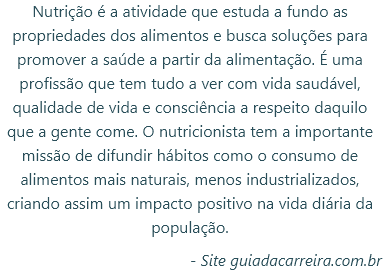 Nutrição é a atividade que estuda a fundo as
propriedades dos alimentos e busca soluções para
promover a saúde a partir da alimentação. É uma
profissão que tem tudo a ver com vida saudável,
qualidade de vida e consciência a respeito daquilo
que a gente come. O nutricionista tem a importante
missão de difundir hábitos como o consumo de
alimentos mais naturais, menos industrializados,
criando assim um impacto positivo na vida diária da
população.
- Site guiadacarreira.com.br